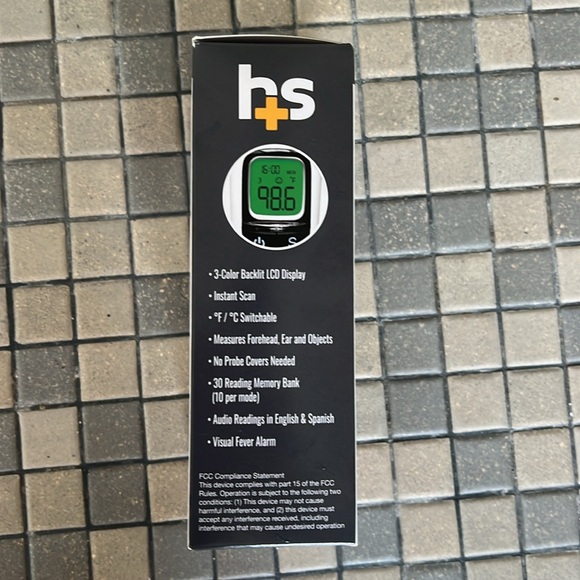 h+s
16:00
°F
98.6
• 3-Color Backlit LCD Display
• Instant Scan
• °F / °C Switchable
• Measures Forehead, Ear and Objects
• No Probe Covers Needed
• 30 Reading Memory Bank
(10 per mode)
• Audio Readings in English & Spanish
• Visual Fever Alarm
FCC Compliance Statement
This device complies with part 15 of the FCC
Rules. Operation is subject to the following two
conditions: (1) This device may not cause
harmful interference, and (2) this device must
accept any interference received, including
interference that may cause undesired operation